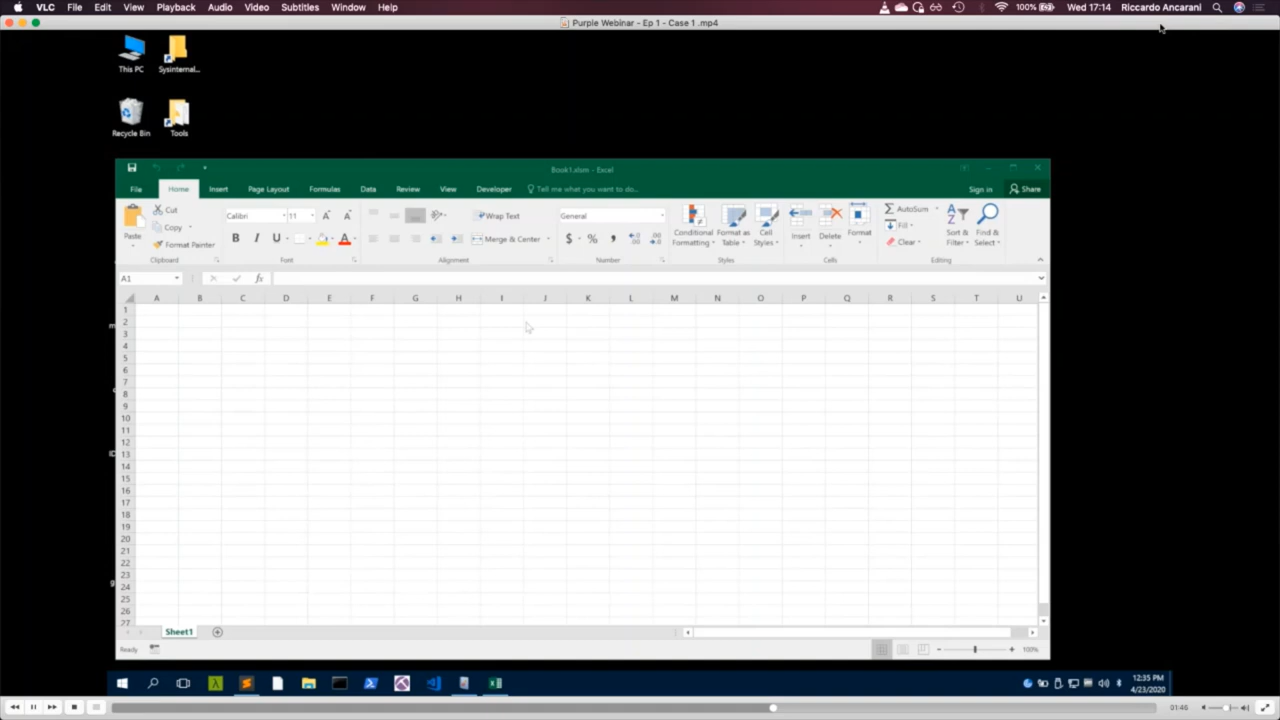 VLC File Edit View Playback Audio Video Subtitles Window Help 100% Wed 17:14 Riccardo Ancarani
Purple Webinar - Ep 1 - Case 1 .mp4
This PC Sysinternal...
Recycle Bin Tools
Book1.xlsm - Excel
File Home Insert Page Layout Formulas Data Review View Developer Tell me what you want to do... Sign in Share
Paste Cut Copy Format Painter
Calibri 11 B I U A
Wrap Text Merge & Center
General $ % ,
Conditional Formatting Format as Table Cell Styles
Insert Delete Format
AutoSum Fill Clear Sort & Filter Find & Select
Clipboard Font Alignment Number Styles Cells Editing
A1 fx
A B C D E F G H I J K L M N O P Q R S T U
1
2
3
4
5
6
7
8
9
10
11
12
13
14
15
16
17
18
19
20
21
22
23
24
25
26
27
Sheet1
Ready 100%
12:35 PM
4/23/2020
01:46